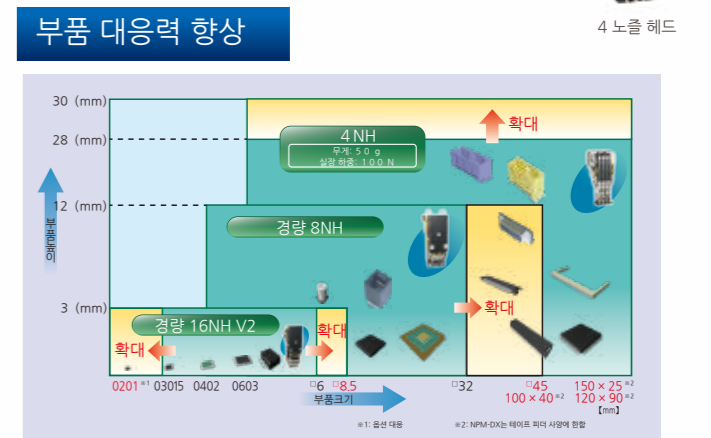 부품 대응력 향상
4 노즐 헤드
30 (mm)
28 (mm)
12 (mm)
3 (mm)
부품높이
확대
4NH
무게: 50 g
실장 하중: 100 N
경량 8NH
확대
경량 16NH V2
확대
확대
0201 ※1 03015 0402 0603 □6 □8.5 □32 □45 150 × 25 ※2
100 × 40 ※2 120 × 90 ※2
부품크기
【mm】
※1: 옵션 대응 ※2: NPM-DX는 테이프 피더 사양에 한함